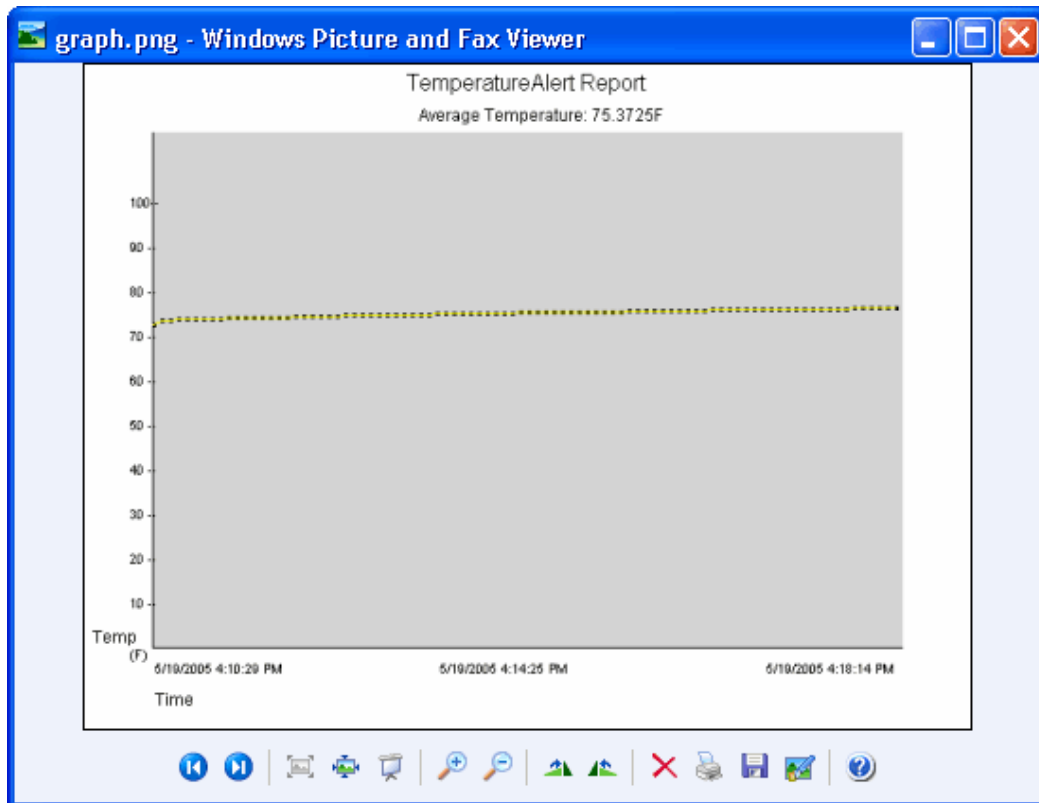 graph.png - Windows Picture and Fax Viewer
TemperatureAlert Report
Average Temperature: 75.3725F
100
90
80
70
60
50
40
30
20
10
Temp
(F)
5/19/2005 4:10:29 PM 5/19/2005 4:14:25 PM 5/19/2005 4:18:14 PM
Time